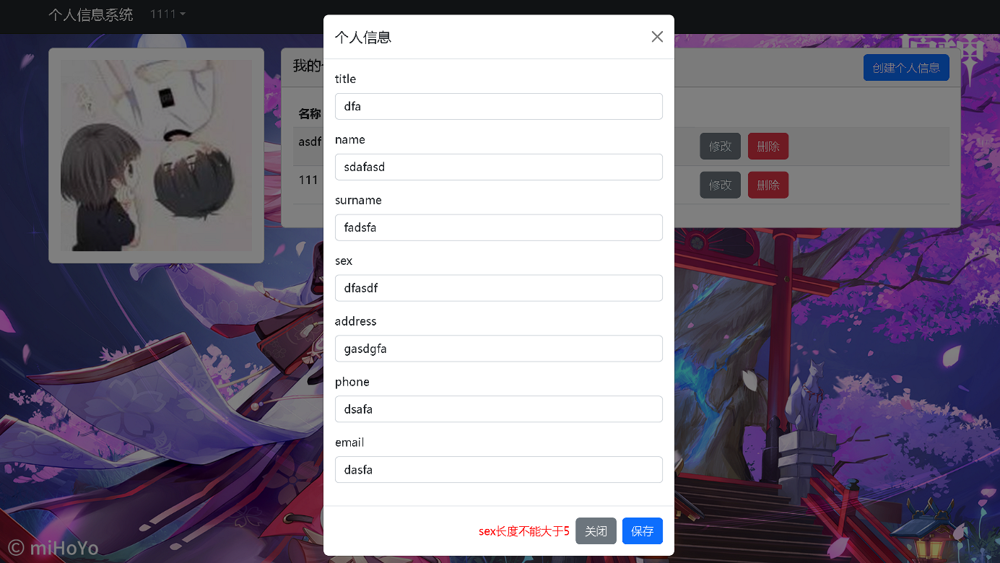 个人信息系统 1111
个人信息
我的
创建个人信息
title
dfa
名称
name
asdf 修改 删除
sdafasd
111 修改 删除
surname
fadsfa
sex
dfasdf
address
gasdgfa
phone
dsafa
email
dasfa
sex长度不能大于5 关闭 保存
© miHoYo